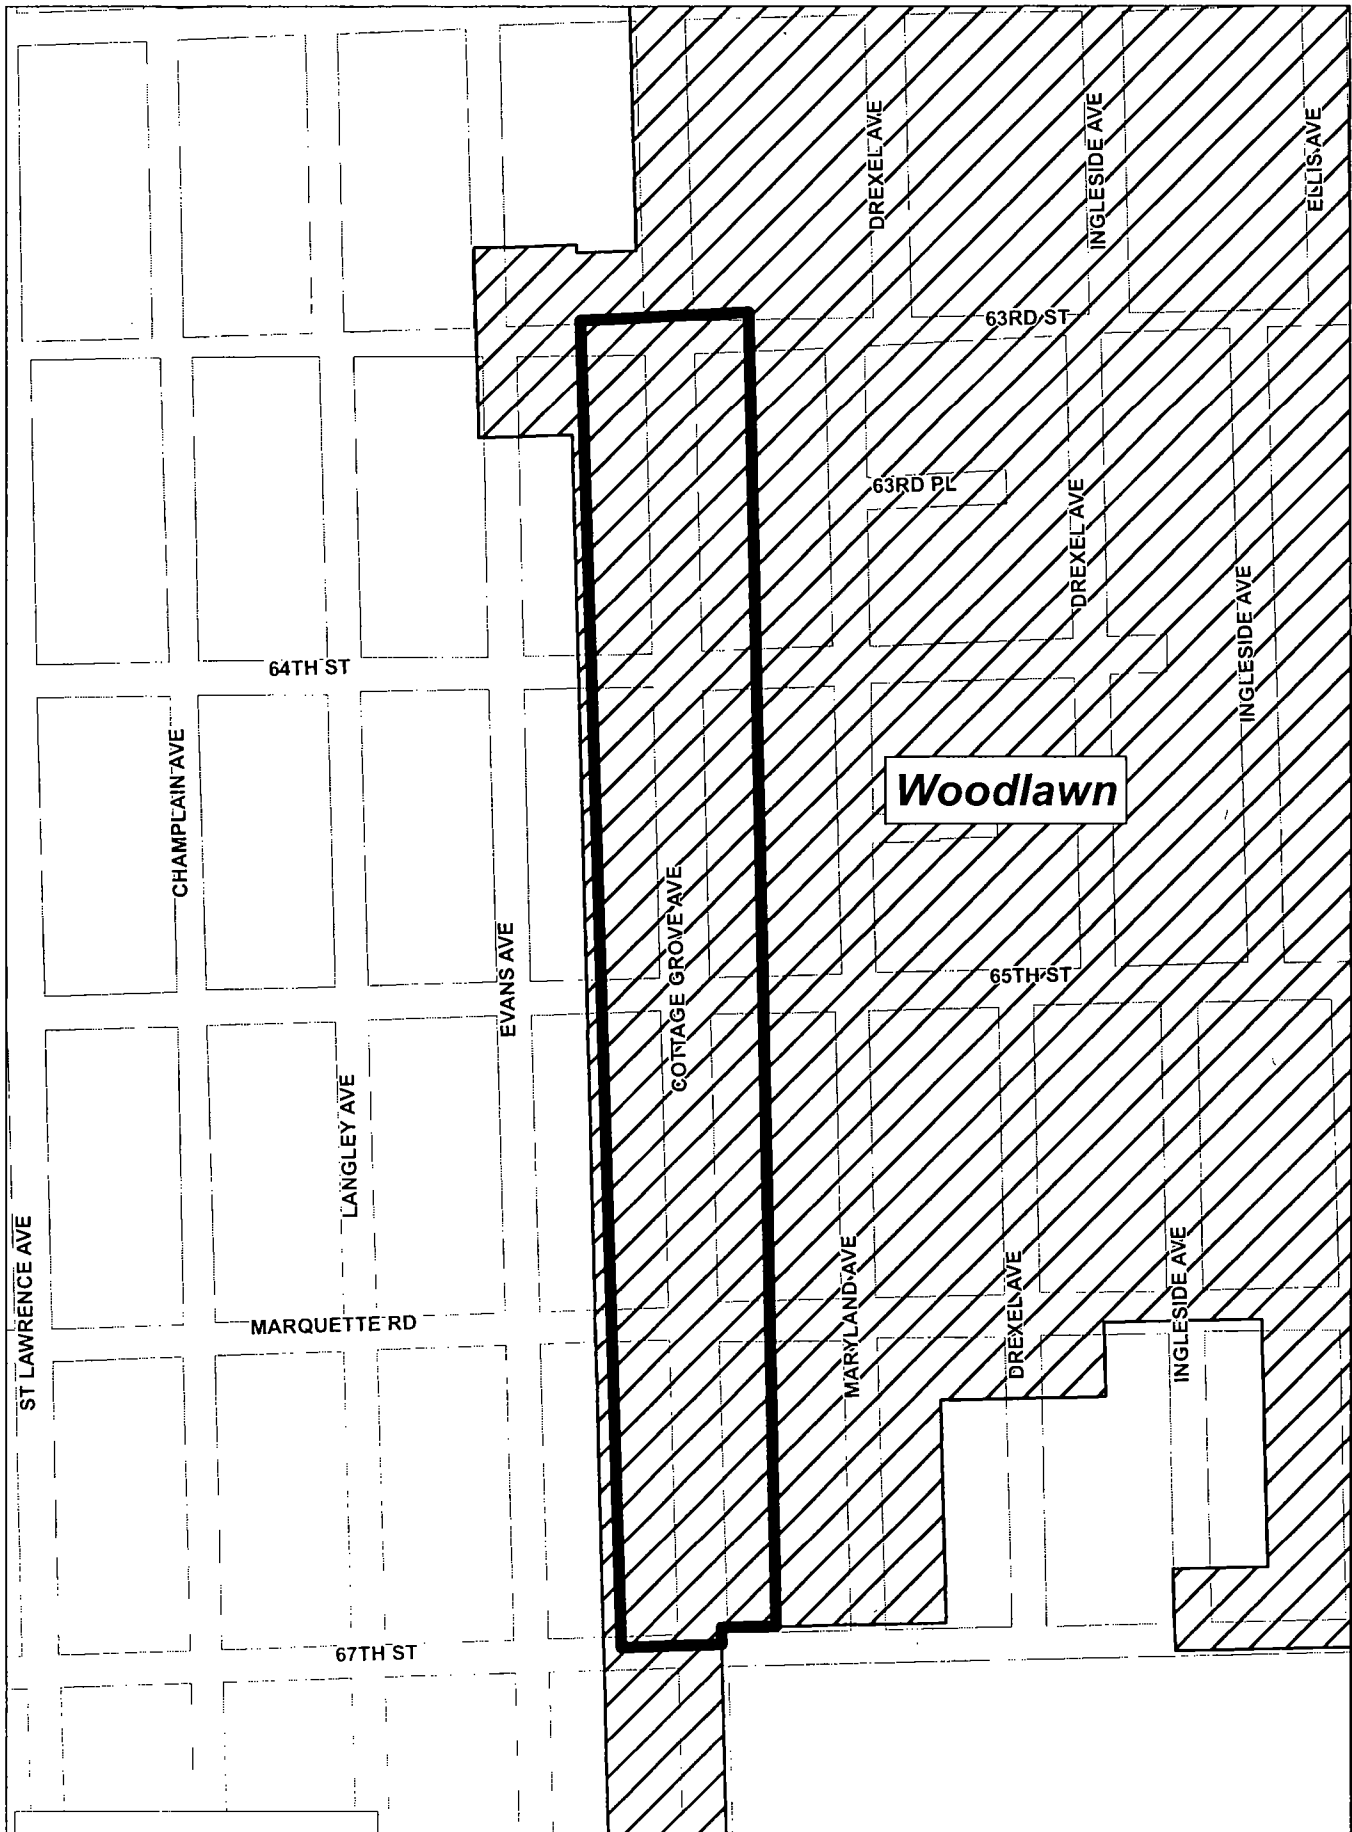 DREXEL AVE
INGLESIDE AVE
ELLIS AVE
63RD ST
63RD PL
DREXEL AVE
INGLESIDE AVE
64TH ST
CHAMPLAIN AVE
Woodlawn
COTTAGE GROVE AVE
EVANS AVE
65TH ST
LANGLEY AVE
ST LAWRENCE AVE
MARQUETTE RD
MARYLAND AVE
DREXEL AVE
INGLESIDE AVE
67TH ST